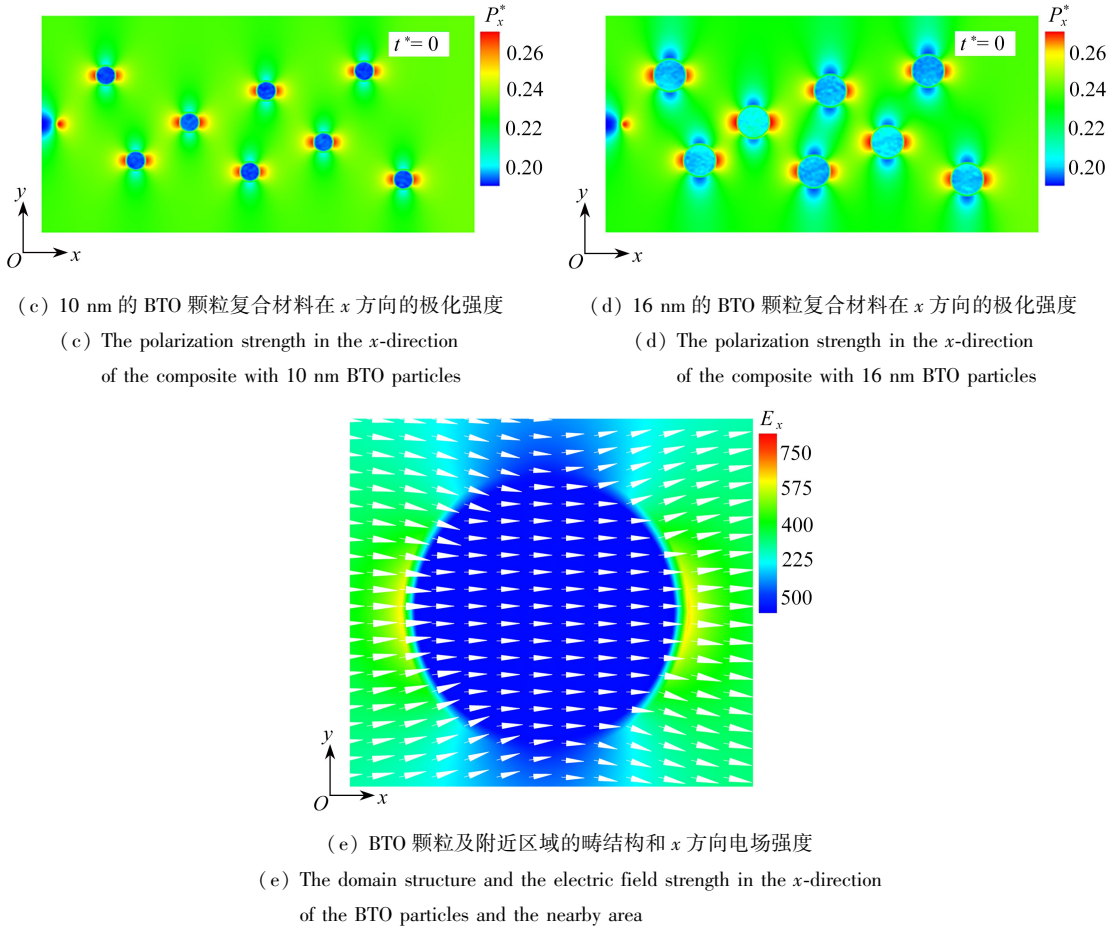 P*x
t*= 0
0.26
0.24
0.22
0.20
y
O
x
P*x
t*= 0
0.26
0.24
0.22
0.20
y
O
x
(c) 10 nm 的 BTO 颗粒复合材料在 x 方向的极化强度
(c) The polarization strength in the x-direction
of the composite with 10 nm BTO particles
(d) 16 nm 的 BTO 颗粒复合材料在 x 方向的极化强度
(d) The polarization strength in the x-direction
of the composite with 16 nm BTO particles
Ex
750
575
400
225
500
y
O
x
(e) BTO 颗粒及附近区域的畴结构和 x 方向电场强度
(e) The domain structure and the electric field strength in the x-direction
of the BTO particles and the nearby area